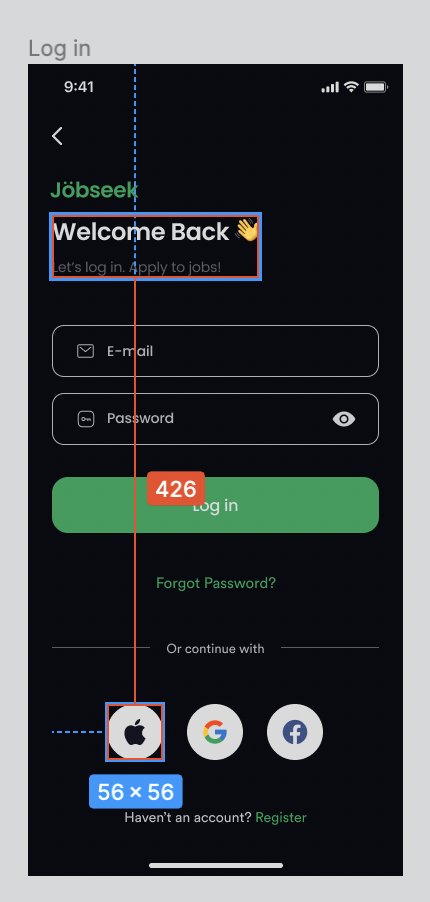 Log in
9:41
Jöbseek
Welcome Back 👋
Let's log in. Apply to jobs!
E-mail
Password
426
Log in
Forgot Password?
Or continue with
56 × 56
Haven't an account? Register